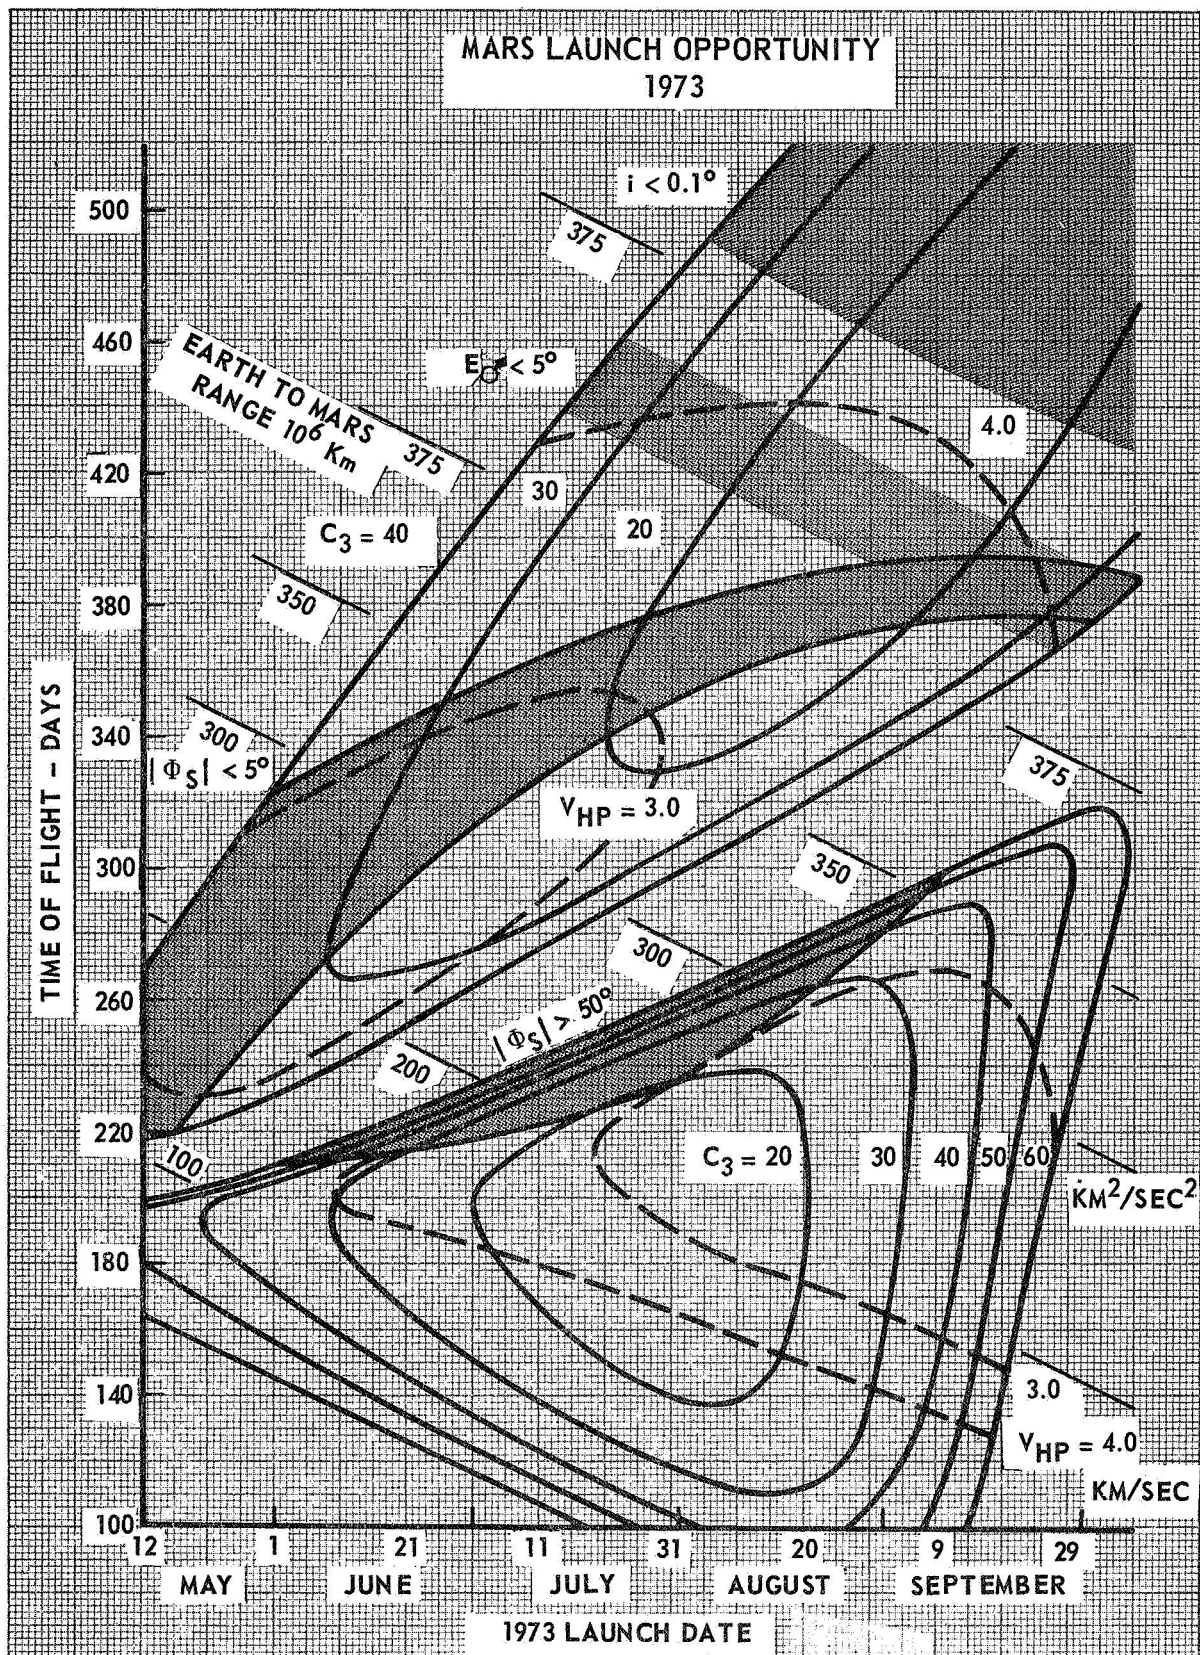 MARS LAUNCH OPPORTUNITY
1973
i < 0.1°
375
500
460
EARTH TO MARS
RANGE 10⁶ Km
375
E♂ < 5°
4.0
420
30
C₃ = 40
20
350
380
300
|Φ_S| < 5°
340
375
V_HP = 3.0
300
350
300
TIME OF FLIGHT – DAYS
260
|Φ_S| > 50°
200
220
100
C₃ = 20
30
40
50
60
KM²/SEC²
180
140
3.0
V_HP = 4.0
KM/SEC
100
12 1 21 11 31 20 9 29
MAY JUNE JULY AUGUST SEPTEMBER
1973 LAUNCH DATE